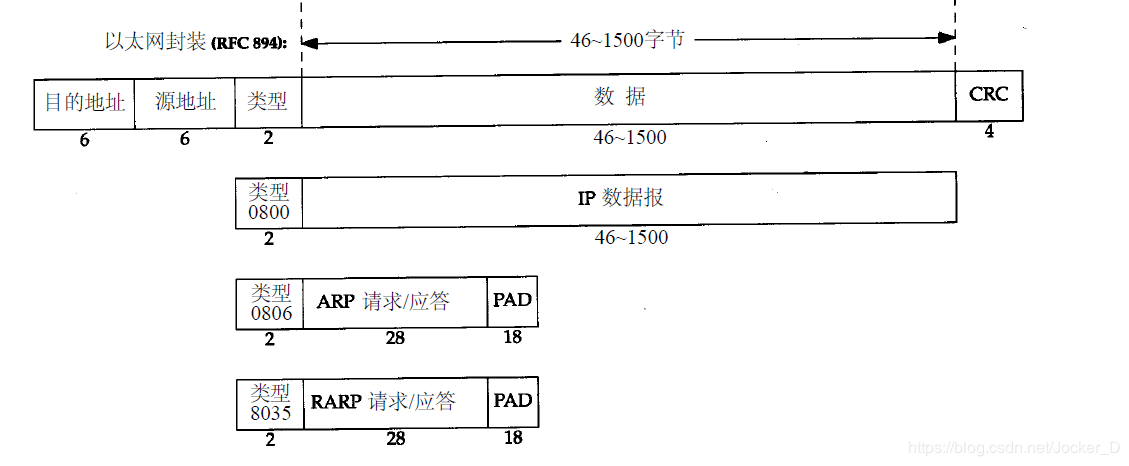 以太网封装 (RFC 894):
46~1500字节
目的地址 源地址 类型 数 据 CRC
6 6 2 46~1500 4
类型
0800
IP 数据报
2 46~1500
类型
0806
ARP 请求/应答 PAD
2 28 18
类型
8035
RARP 请求/应答 PAD
2 28 18
https://blog.csdn.net/Jocker_D